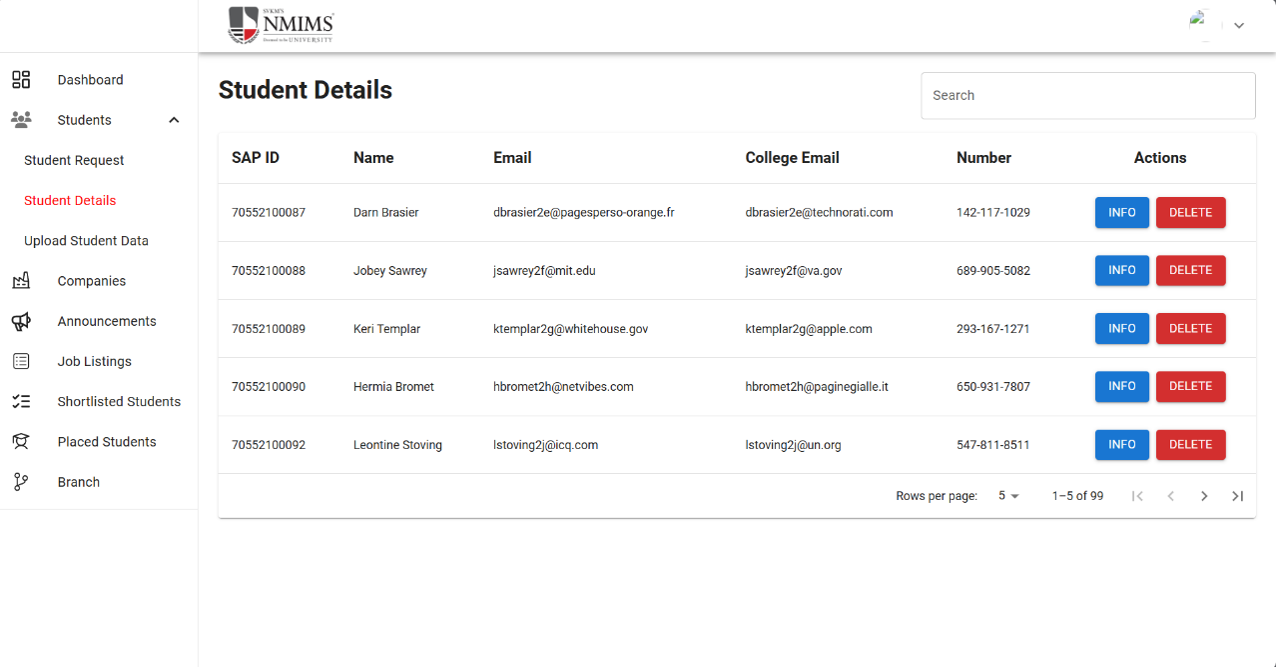 SVKM'S
NMIMS
Deemed to be UNIVERSITY
Dashboard
Students
Student Request
Student Details
Upload Student Data
Companies
Announcements
Job Listings
Shortlisted Students
Placed Students
Branch
Student Details
Search
SAP ID Name Email College Email Number Actions
70552100087 Darn Brasier dbrasier2e@pagesperso-orange.fr dbrasier2e@technorati.com 142-117-1029 INFO DELETE
70552100088 Jobey Sawrey jsawrey2f@mit.edu jsawrey2f@va.gov 689-905-5082 INFO DELETE
70552100089 Keri Templar ktemplar2g@whitehouse.gov ktemplar2g@apple.com 293-167-1271 INFO DELETE
70552100090 Hermia Bromet hbromet2h@netvibes.com hbromet2h@paginegialle.it 650-931-7807 INFO DELETE
70552100092 Leontine Stoving lstoving2j@icq.com lstoving2j@un.org 547-811-8511 INFO DELETE
Rows per page: 5 1–5 of 99